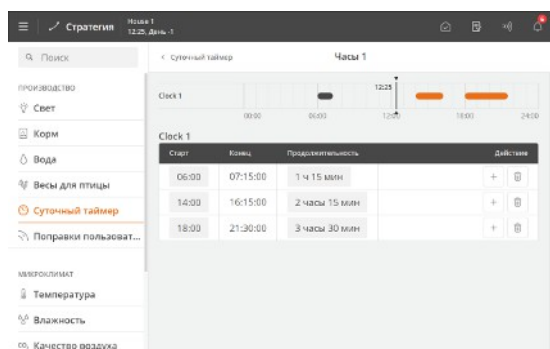 Стратегия
House 1
12:25, День -1
6
Поиск
‹ Суточный таймер
Часы 1
ПРОИЗВОДСТВО
Свет
Корм
Вода
Весы для птицы
Суточный таймер
Поправки пользоват...
МИКРОКЛИМАТ
Температура
Влажность
CO₂ Качество воздуха
Clock 1
12:25
00:00 06:00 12:00 18:00 24:00
Clock 1
Старт Конец Продолжительность Действие
06:00 07:15:00 1 ч 15 мин +
14:00 16:15:00 2 часы 15 мин +
18:00 21:30:00 3 часы 30 мин +